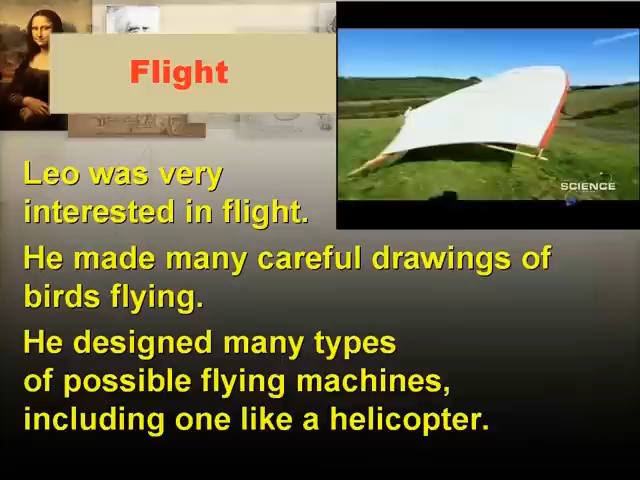 Flight
SCIENCE
Leo was very
interested in flight.
He made many careful drawings of
birds flying.
He designed many types
of possible flying machines,
including one like a helicopter.